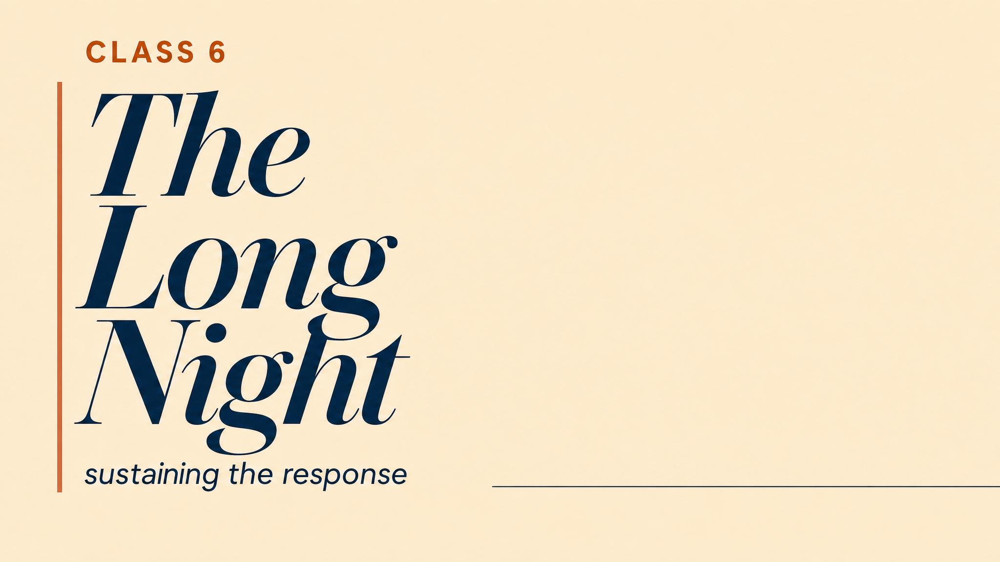 CLASS 6
The
Long
Night
sustaining the response